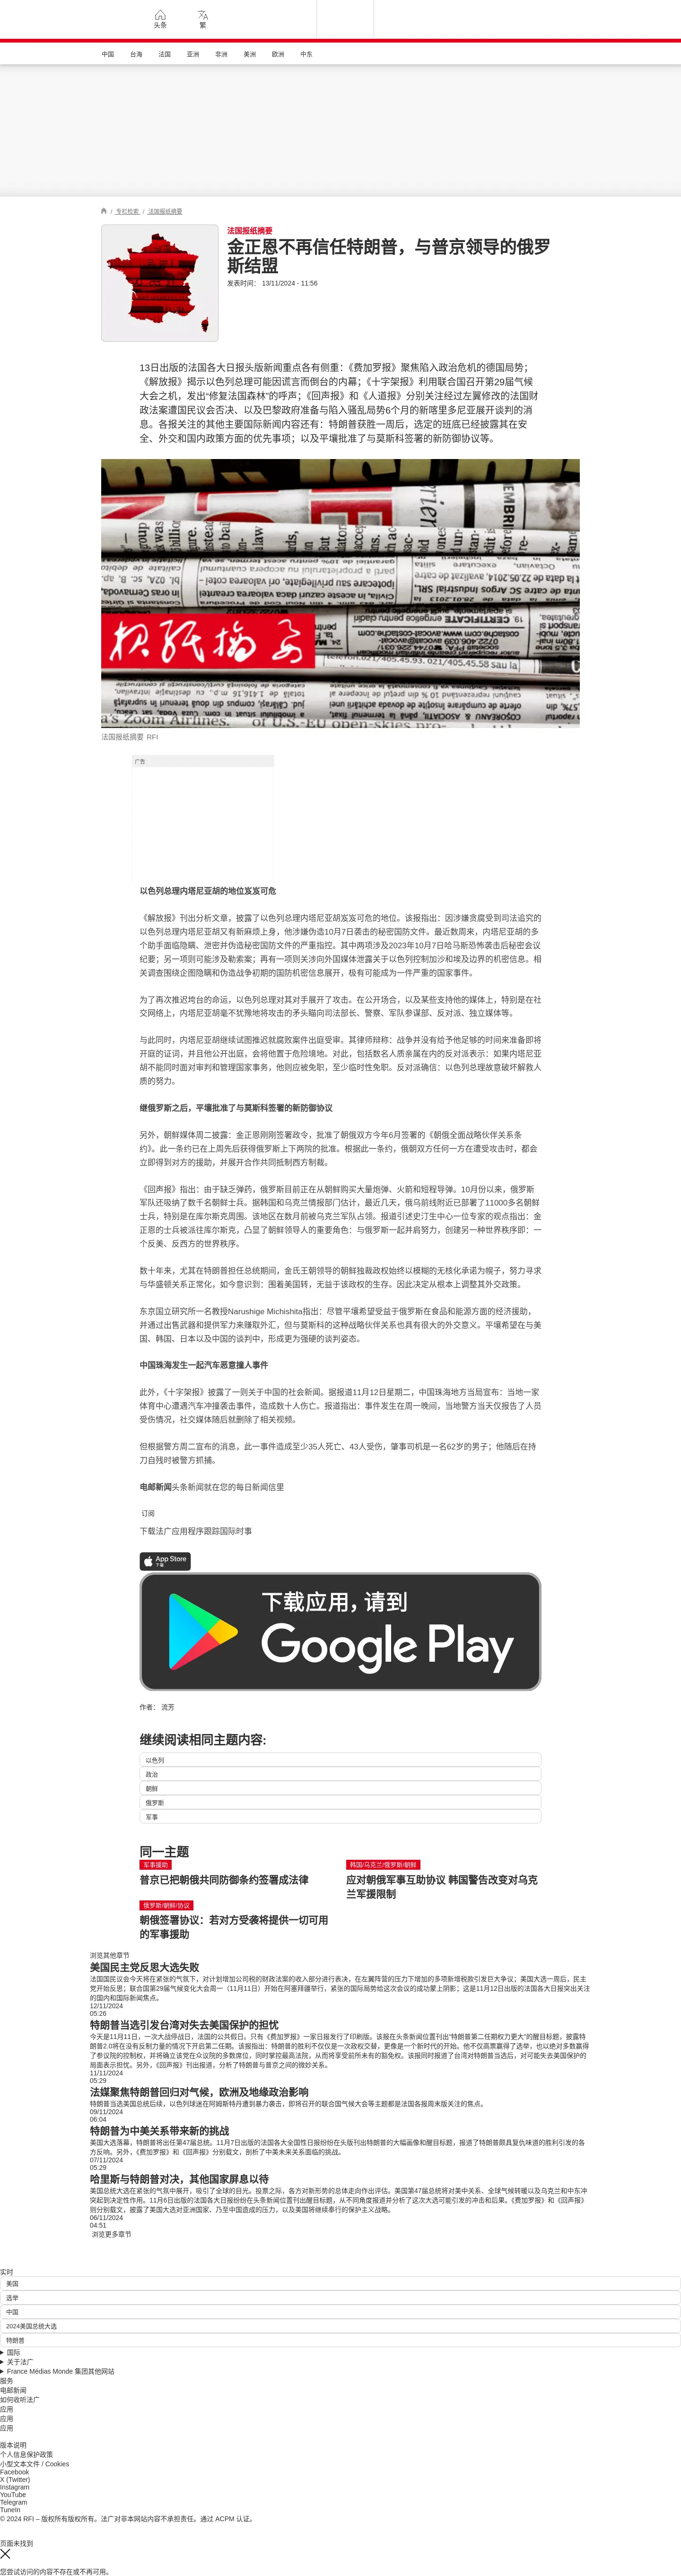 头条
繁
中国
台海
法国
亚洲
非洲
美洲
欧洲
中东
/ 专栏检索 / 法国报纸摘要
法国报纸摘要
金正恩不再信任特朗普，与普京领导的俄罗
斯结盟
发表时间： 13/11/2024 - 11:56
13日出版的法国各大日报头版新闻重点各有侧重：《费加罗报》聚焦陷入政治危机的德国局势；
《解放报》揭示以色列总理可能因谎言而倒台的内幕；《十字架报》利用联合国召开第29届气候
大会之机，发出“修复法国森林”的呼声；《回声报》和《人道报》分别关注经过左翼修改的法国财
政法案遭国民议会否决、以及巴黎政府准备与陷入骚乱局势6个月的新喀里多尼亚展开谈判的消
息。各报关注的其他主要国际新闻内容还有：特朗普获胜一周后，选定的班底已经披露其在安
全、外交和国内政策方面的优先事项；以及平壤批准了与莫斯科签署的新防御协议等。
报纸摘要
法国报纸摘要 RFI
广告
以色列总理内塔尼亚胡的地位岌岌可危
《解放报》刊出分析文章，披露了以色列总理内塔尼亚胡岌岌可危的地位。该报指出：因涉嫌贪腐受到司法追究的
以色列总理内塔尼亚胡又有新麻烦上身，他涉嫌伪造10月7日袭击的秘密国防文件。最近数周来，内塔尼亚胡的多
个助手面临隐瞒、泄密并伪造秘密国防文件的严重指控。其中两项涉及2023年10月7日哈马斯恐怖袭击后秘密会议
纪要；另一项则可能涉及勒索案；再有一项则关涉向外国媒体泄露关于以色列控制加沙和埃及边界的机密信息。相
关调查围绕企图隐瞒和伪造战争初期的国防机密信息展开，极有可能成为一件严重的国家事件。
为了再次推迟垮台的命运，以色列总理对其对手展开了攻击。在公开场合，以及某些支持他的媒体上，特别是在社
交网络上，内塔尼亚胡毫不犹豫地将攻击的矛头瞄向司法部长、警察、军队参谋部、反对派、独立媒体等。
与此同时，内塔尼亚胡继续试图推迟就腐败案件出庭受审。其律师辩称：战争并没有给予他足够的时间来准备即将
开庭的证词，并且他公开出庭，会将他置于危险境地。对此，包括数名人质亲属在内的反对派表示：如果内塔尼亚
胡不能同时面对审判和管理国家事务，他则应被免职，至少临时性免职。反对派确信：以色列总理故意破坏解救人
质的努力。
继俄罗斯之后，平壤批准了与莫斯科签署的新防御协议
另外，朝鲜媒体周二披露：金正恩刚刚签署政令，批准了朝俄双方今年6月签署的《朝俄全面战略伙伴关系条
约》。此一条约已在上周先后获得俄罗斯上下两院的批准。根据此一条约，俄朝双方任何一方在遭受攻击时，都会
立即得到对方的援助，并展开合作共同抵制西方制裁。
《回声报》指出：由于缺乏弹药，俄罗斯目前正在从朝鲜购买大量炮弹、火箭和短程导弹。10月份以来，俄罗斯
军队还吸纳了数千名朝鲜士兵。据韩国和乌克兰情报部门估计，最近几天，俄乌前线附近已部署了11000多名朝鲜
士兵，特别是在库尔斯克周围。该地区在数月前被乌克兰军队占领。报道引述史汀生中心一位专家的观点指出：金
正恩的士兵被派往库尔斯克，凸显了朝鲜领导人的重要角色：与俄罗斯一起并肩努力，创建另一种世界秩序即：一
个反美、反西方的世界秩序。
数十年来，尤其在特朗普担任总统期间，金氏王朝领导的朝鲜独裁政权始终以模糊的无核化承诺为幌子，努力寻求
与华盛顿关系正常化，如今意识到：围着美国转，无益于该政权的生存。因此决定从根本上调整其外交政策。
东京国立研究所一名教授Narushige Michishita指出：尽管平壤希望受益于俄罗斯在食品和能源方面的经济援助，
并通过出售武器和提供军力来赚取外汇，但与莫斯科的这种战略伙伴关系也具有很大的外交意义。平壤希望在与美
国、韩国、日本以及中国的谈判中，形成更为强硬的谈判姿态。
中国珠海发生一起汽车恶意撞人事件
此外，《十字架报》披露了一则关于中国的社会新闻。据报道11月12日星期二，中国珠海地方当局宣布：当地一家
体育中心遭遇汽车冲撞袭击事件，造成数十人伤亡。报道指出：事件发生在周一晚间，当地警方当天仅报告了人员
受伤情况，社交媒体随后就删除了相关视频。
但根据警方周二宣布的消息，此一事件造成至少35人死亡、43人受伤，肇事司机是一名62岁的男子；他随后在持
刀自残时被警方抓捕。
电邮新闻头条新闻就在您的每日新闻信里
订阅
下载法广应用程序跟踪国际时事
App Store
下载
下载应用，请到
Google Play
作者： 流芳
继续阅读相同主题内容:
以色列
政治
朝鲜
俄罗斯
军事
同一主题
军事援助
普京已把朝俄共同防御条约签署成法律
韩国/乌克兰/俄罗斯/朝鲜
应对朝俄军事互助协议 韩国警告改变对乌克
兰军援限制
俄罗斯/朝鲜/协议
朝俄签署协议：若对方受袭将提供一切可用
的军事援助
浏览其他章节
美国民主党反思大选失败
法国国民议会今天将在紧张的气氛下，对计划增加公司税的财政法案的收入部分进行表决，在左翼阵营的压力下增加的多项新增税款引发巨大争议；美国大选一周后，民主
党开始在反思；联合国第29届气候变化大会周一（11月11日）开始在阿塞拜疆举行，紧张的国际局势给这次会议的成功蒙上阴影；这是11月12日出版的法国各大日报突出关注
的国内和国际新闻焦点。
12/11/2024
05:26
特朗普当选引发台湾对失去美国保护的担忧
今天是11月11日，一次大战停战日，法国的公共假日。只有《费加罗报》一家日报发行了印刷版。该报在头条新闻位置刊出“特朗普第二任期权力更大”的醒目标题，披露特
朗普2.0将在没有反制力量的情况下开启第二任期。该报指出：特朗普的胜利不仅仅是一次政权交替，更像是一个新时代的开始。他不仅高票赢得了选举，也以绝对多数赢得
了参议院的控制权，并将确立该党在众议院的多数席位，同时掌控最高法院，从而将享受前所未有的豁免权。该报同时报道了台湾对特朗普当选后，对可能失去美国保护的
局面表示担忧。另外，《回声报》刊出报道，分析了特朗普与普京之间的微妙关系。
11/11/2024
05:29
法媒聚焦特朗普回归对气候，欧洲及地缘政治影响
特朗普当选美国总统后续，以色列球迷在阿姆斯特丹遭到暴力袭击，即将召开的联合国气候大会等主题都是法国各报周末版关注的焦点。
09/11/2024
06:04
特朗普为中美关系带来新的挑战
美国大选落幕，特朗普将出任第47届总统。11月7日出版的法国各大全国性日报纷纷在头版刊出特朗普的大幅画像和醒目标题，报道了特朗普颇具复仇味道的胜利引发的各
方反响。另外，《费加罗报》和《回声报》分别载文，剖析了中美未来关系面临的挑战。
07/11/2024
05:29
哈里斯与特朗普对决，其他国家屏息以待
美国总统大选在紧张的气氛中展开，吸引了全球的目光。投票之际，各方对新形势的总体走向作出评估。美国第47届总统将对美中关系、全球气候转暖以及乌克兰和中东冲
突起到决定性作用。11月6日出版的法国各大日报纷纷在头条新闻位置刊出醒目标题，从不同角度报道并分析了这次大选可能引发的冲击和后果。《费加罗报》和《回声报》
则分别载文，披露了美国大选对亚洲国家、乃至中国造成的压力，以及美国将继续奉行的保护主义战略。
06/11/2024
04:51
浏览更多章节
实时
美国
选举
中国
2024美国总统大选
特朗普
国际
关于法广
France Médias Monde 集团其他网站
服务
电邮新闻
如何收听法广
应用
应用
应用
版本说明
个人信息保护政策
小型文本文件 / Cookies
Facebook
X (Twitter)
Instagram
YouTube
Telegram
TuneIn
© 2024 RFI – 版权所有版权所有。法广对非本网站内容不承担责任。通过 ACPM 认证。
页面未找到
您尝试访问的内容不存在或不再可用。